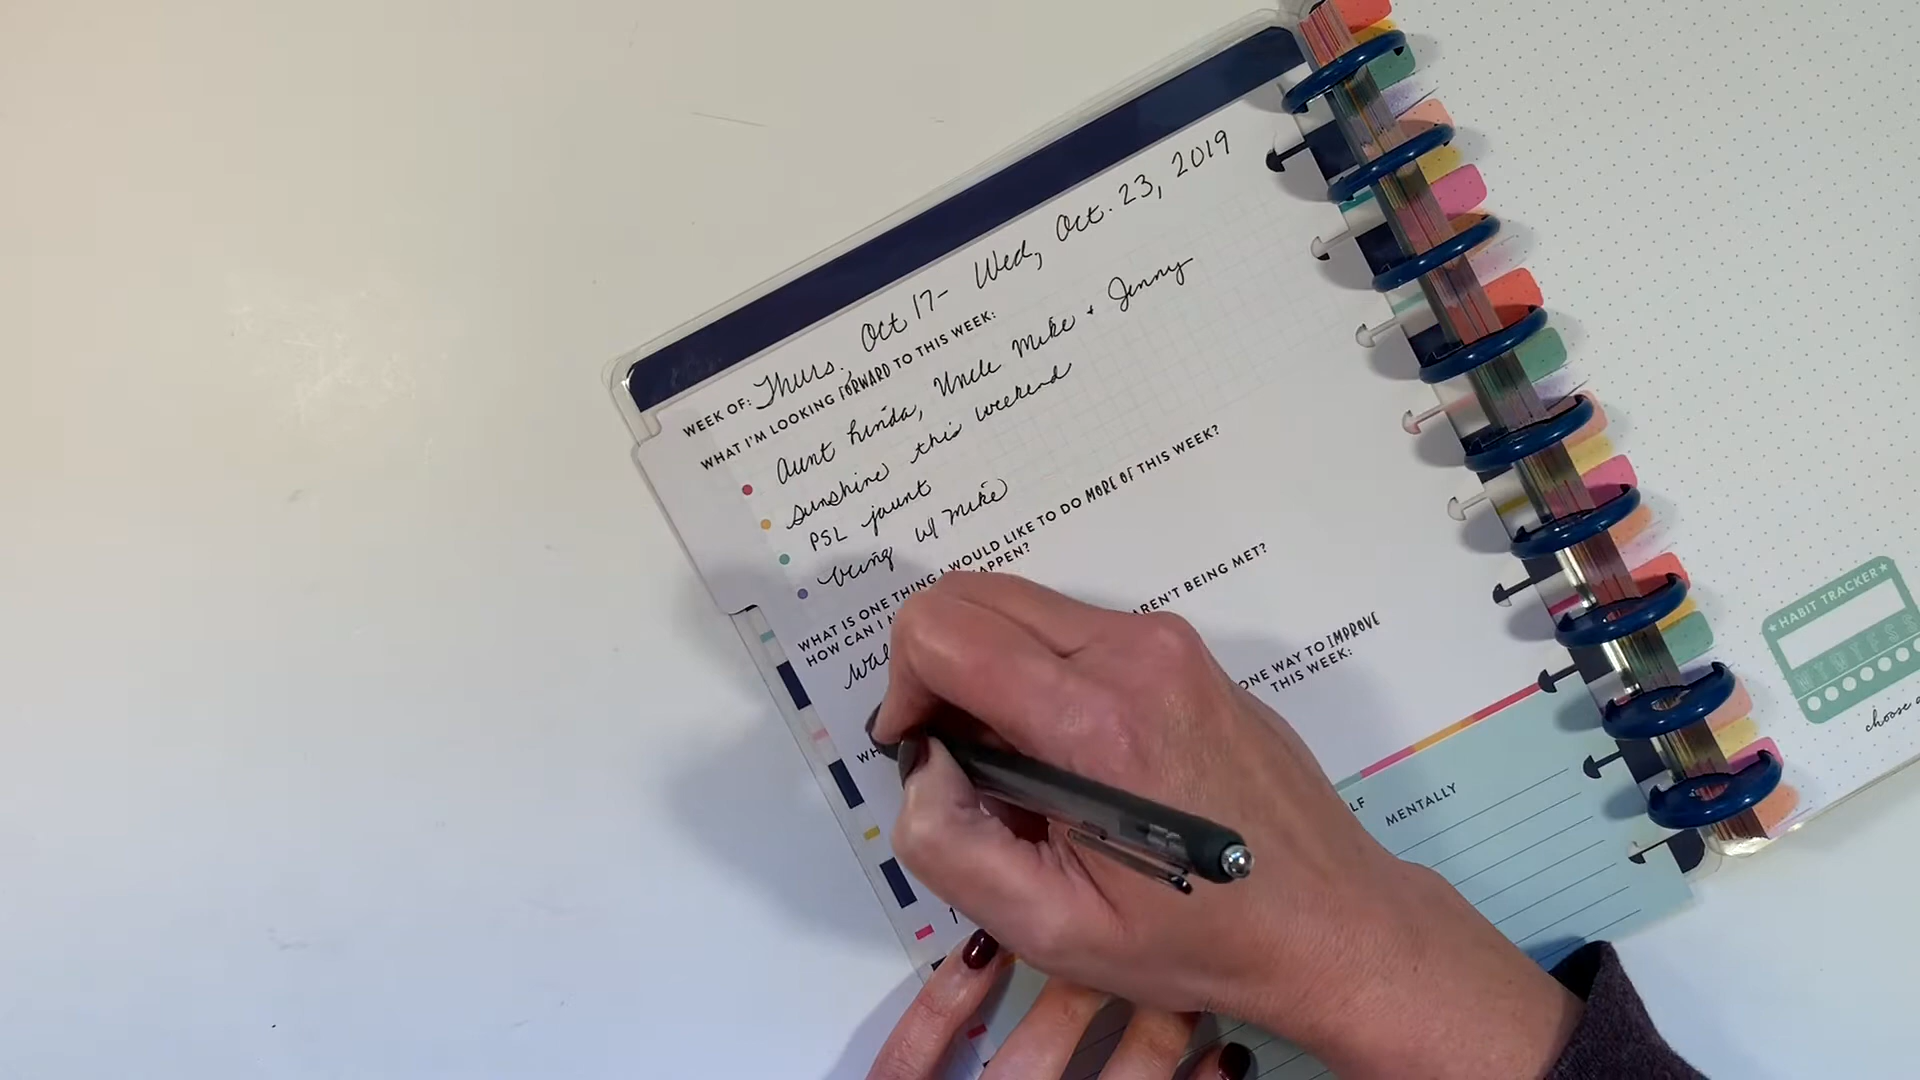 WEEK OF: Thurs, Oct 17- Wed, Oct. 23, 2019
WHAT I'M LOOKING FORWARD TO THIS WEEK:
Aunt Linda, Uncle Mike + Jenny
sunshine this weekend
PSL jaunt
being w/ Mike
WHAT IS ONE THING I WOULD LIKE TO DO MORE OF THIS WEEK?
HOW CAN I
AREN'T BEING MET?
ONE WAY TO IMPROVE
THIS WEEK:
MENTALLY
HABIT TRACKER
choose